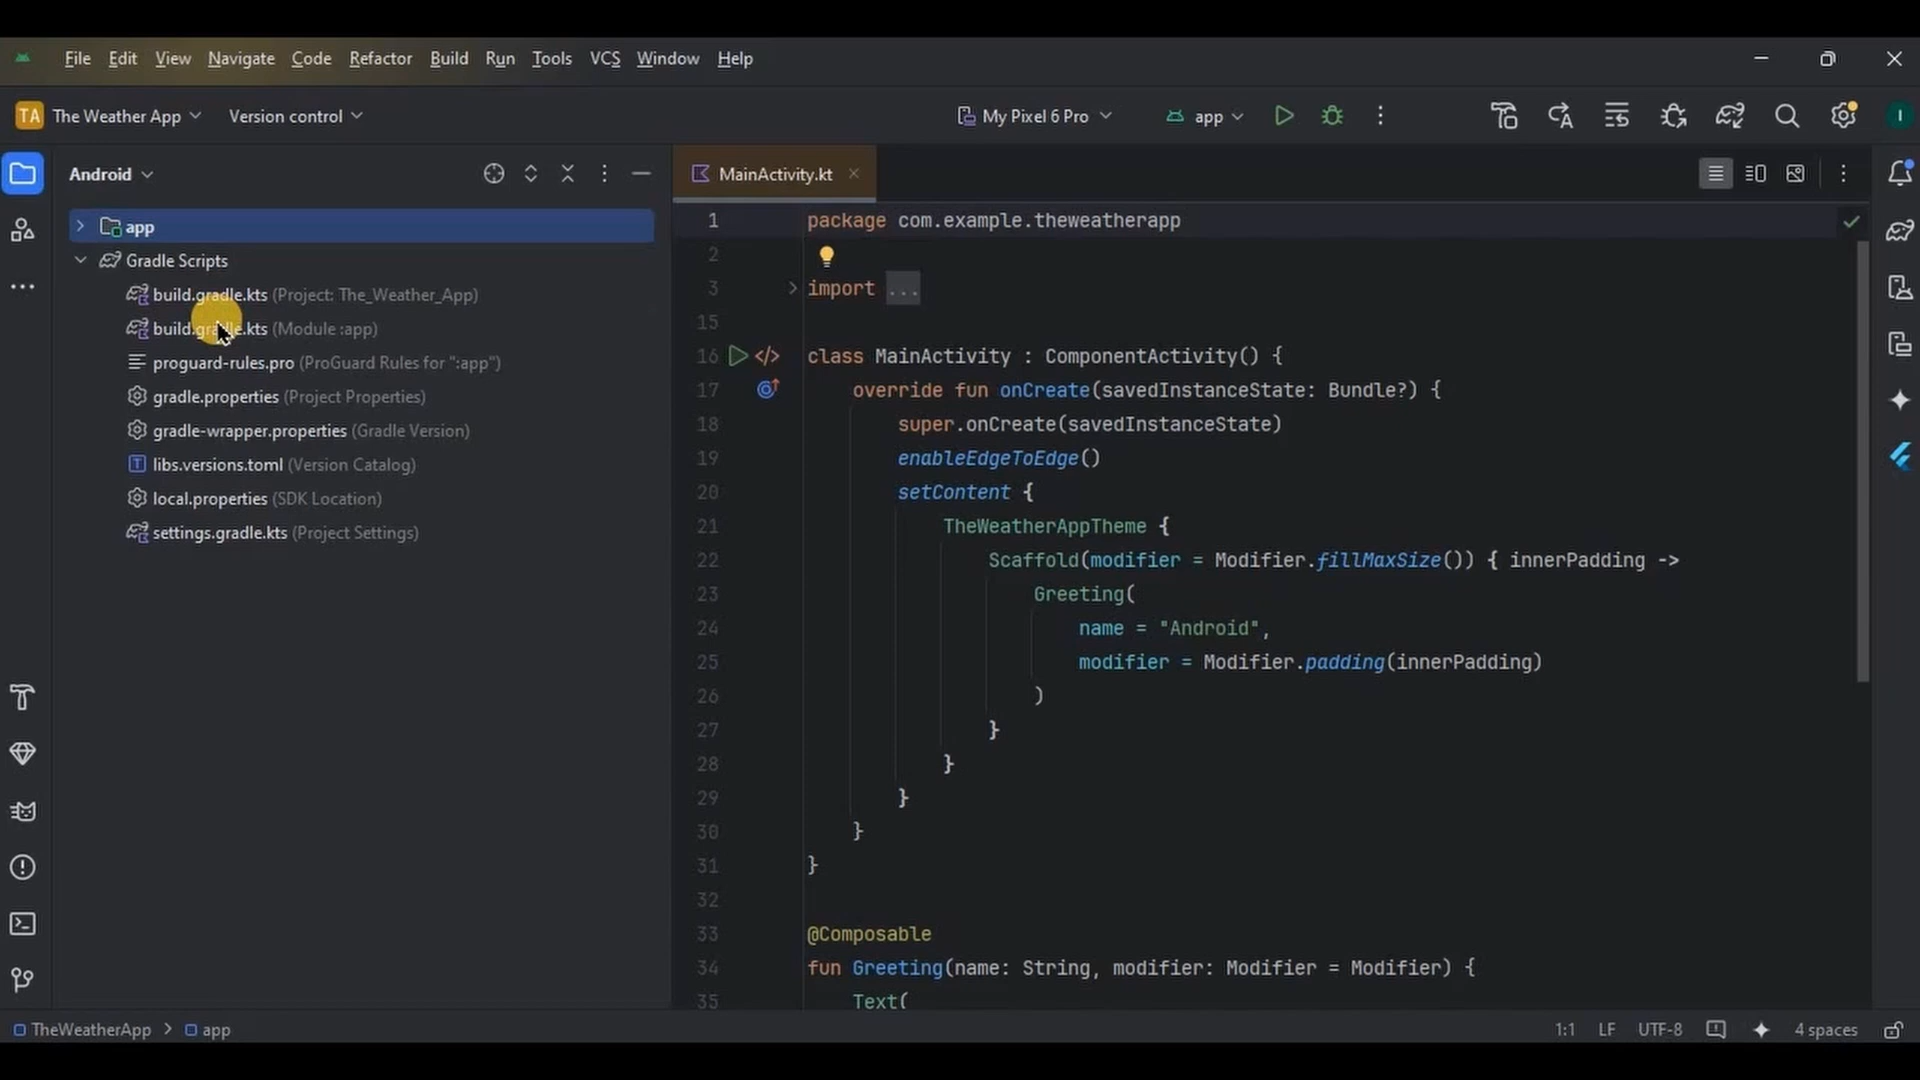 File Edit View Navigate Code Refactor Build Run Tools VCS Window Help
TA The Weather App Version control My Pixel 6 Pro app I
Android
MainActivity.kt
app
Gradle Scripts
build.gradle.kts (Project: The_Weather_App)
build.gradle.kts (Module :app)
proguard-rules.pro (ProGuard Rules for ":app")
gradle.properties (Project Properties)
gradle-wrapper.properties (Gradle Version)
libs.versions.toml (Version Catalog)
local.properties (SDK Location)
settings.gradle.kts (Project Settings)
1 package com.example.theweatherapp
2
3 import ...
15
16 class MainActivity : ComponentActivity() {
17 override fun onCreate(savedInstanceState: Bundle?) {
18 super.onCreate(savedInstanceState)
19 enableEdgeToEdge()
20 setContent {
21 TheWeatherAppTheme {
22 Scaffold(modifier = Modifier.fillMaxSize()) { innerPadding ->
23 Greeting(
24 name = "Android",
25 modifier = Modifier.padding(innerPadding)
26 )
27 }
28 }
29 }
30 }
31 }
32
33 @Composable
34 fun Greeting(name: String, modifier: Modifier = Modifier) {
35 Text(
TheWeatherApp > app 1:1 LF UTF-8 4 spaces